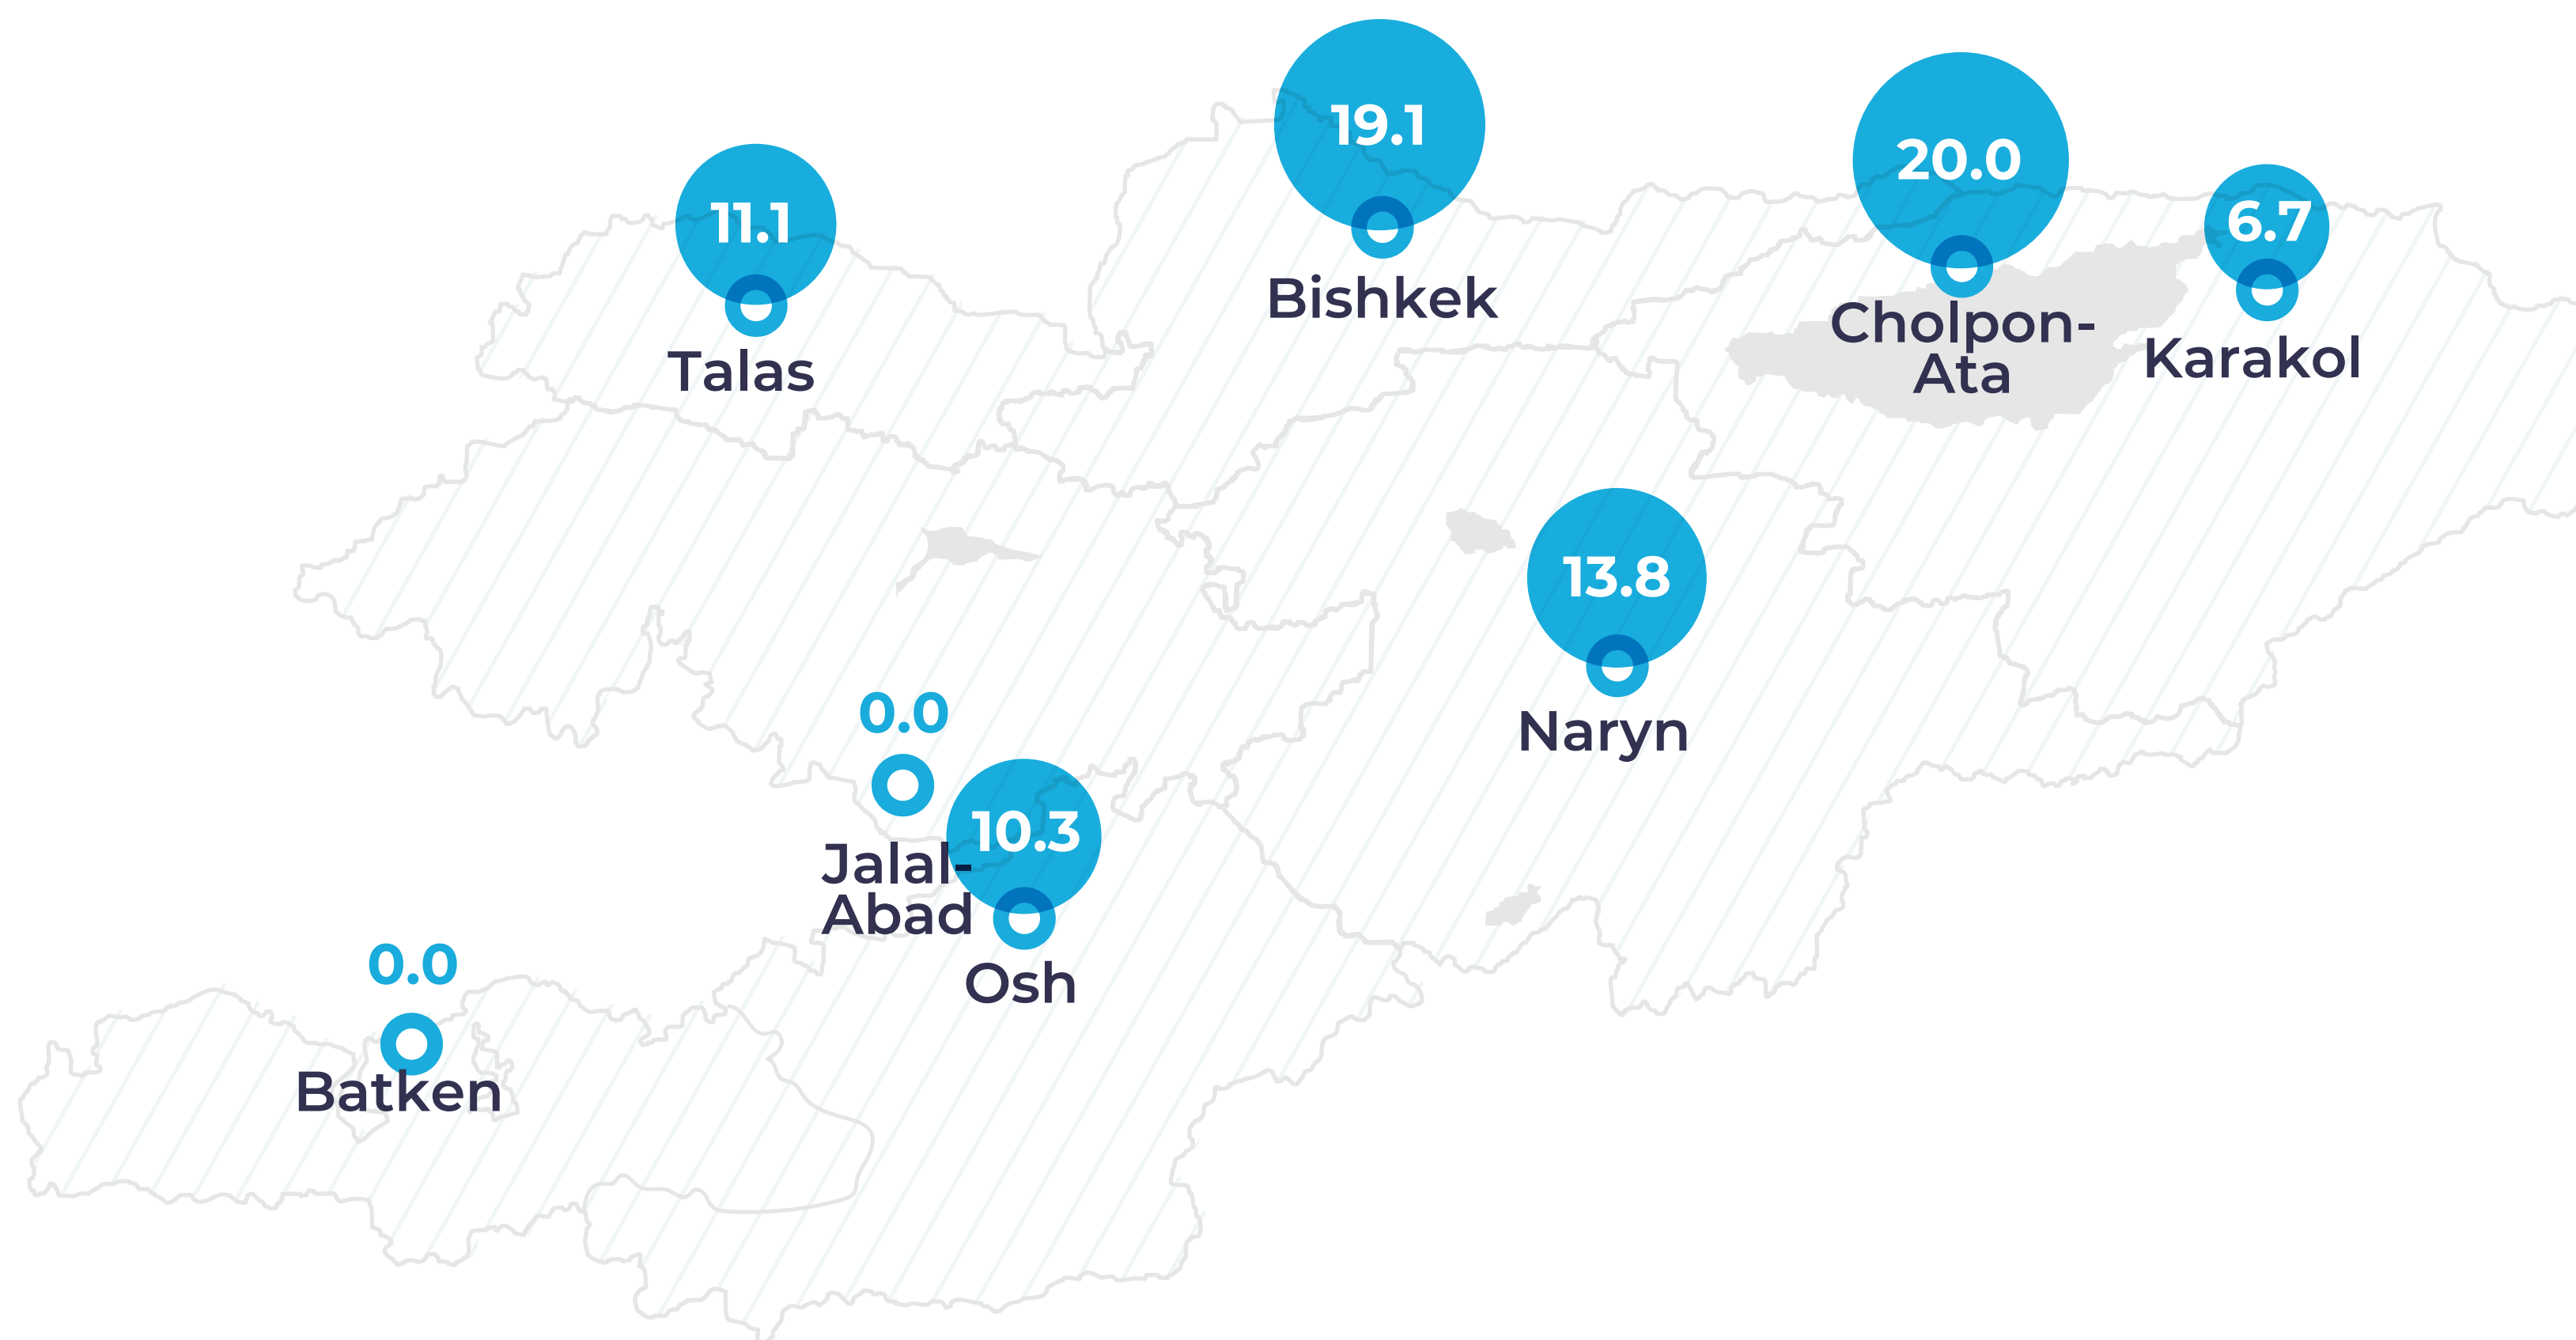 19.1
Bishkek
20.0
Cholpon-
Ata
6.7
Karakol
11.1
Talas
13.8
Naryn
0.0
Jalal-
Abad
10.3
Osh
0.0
Batken